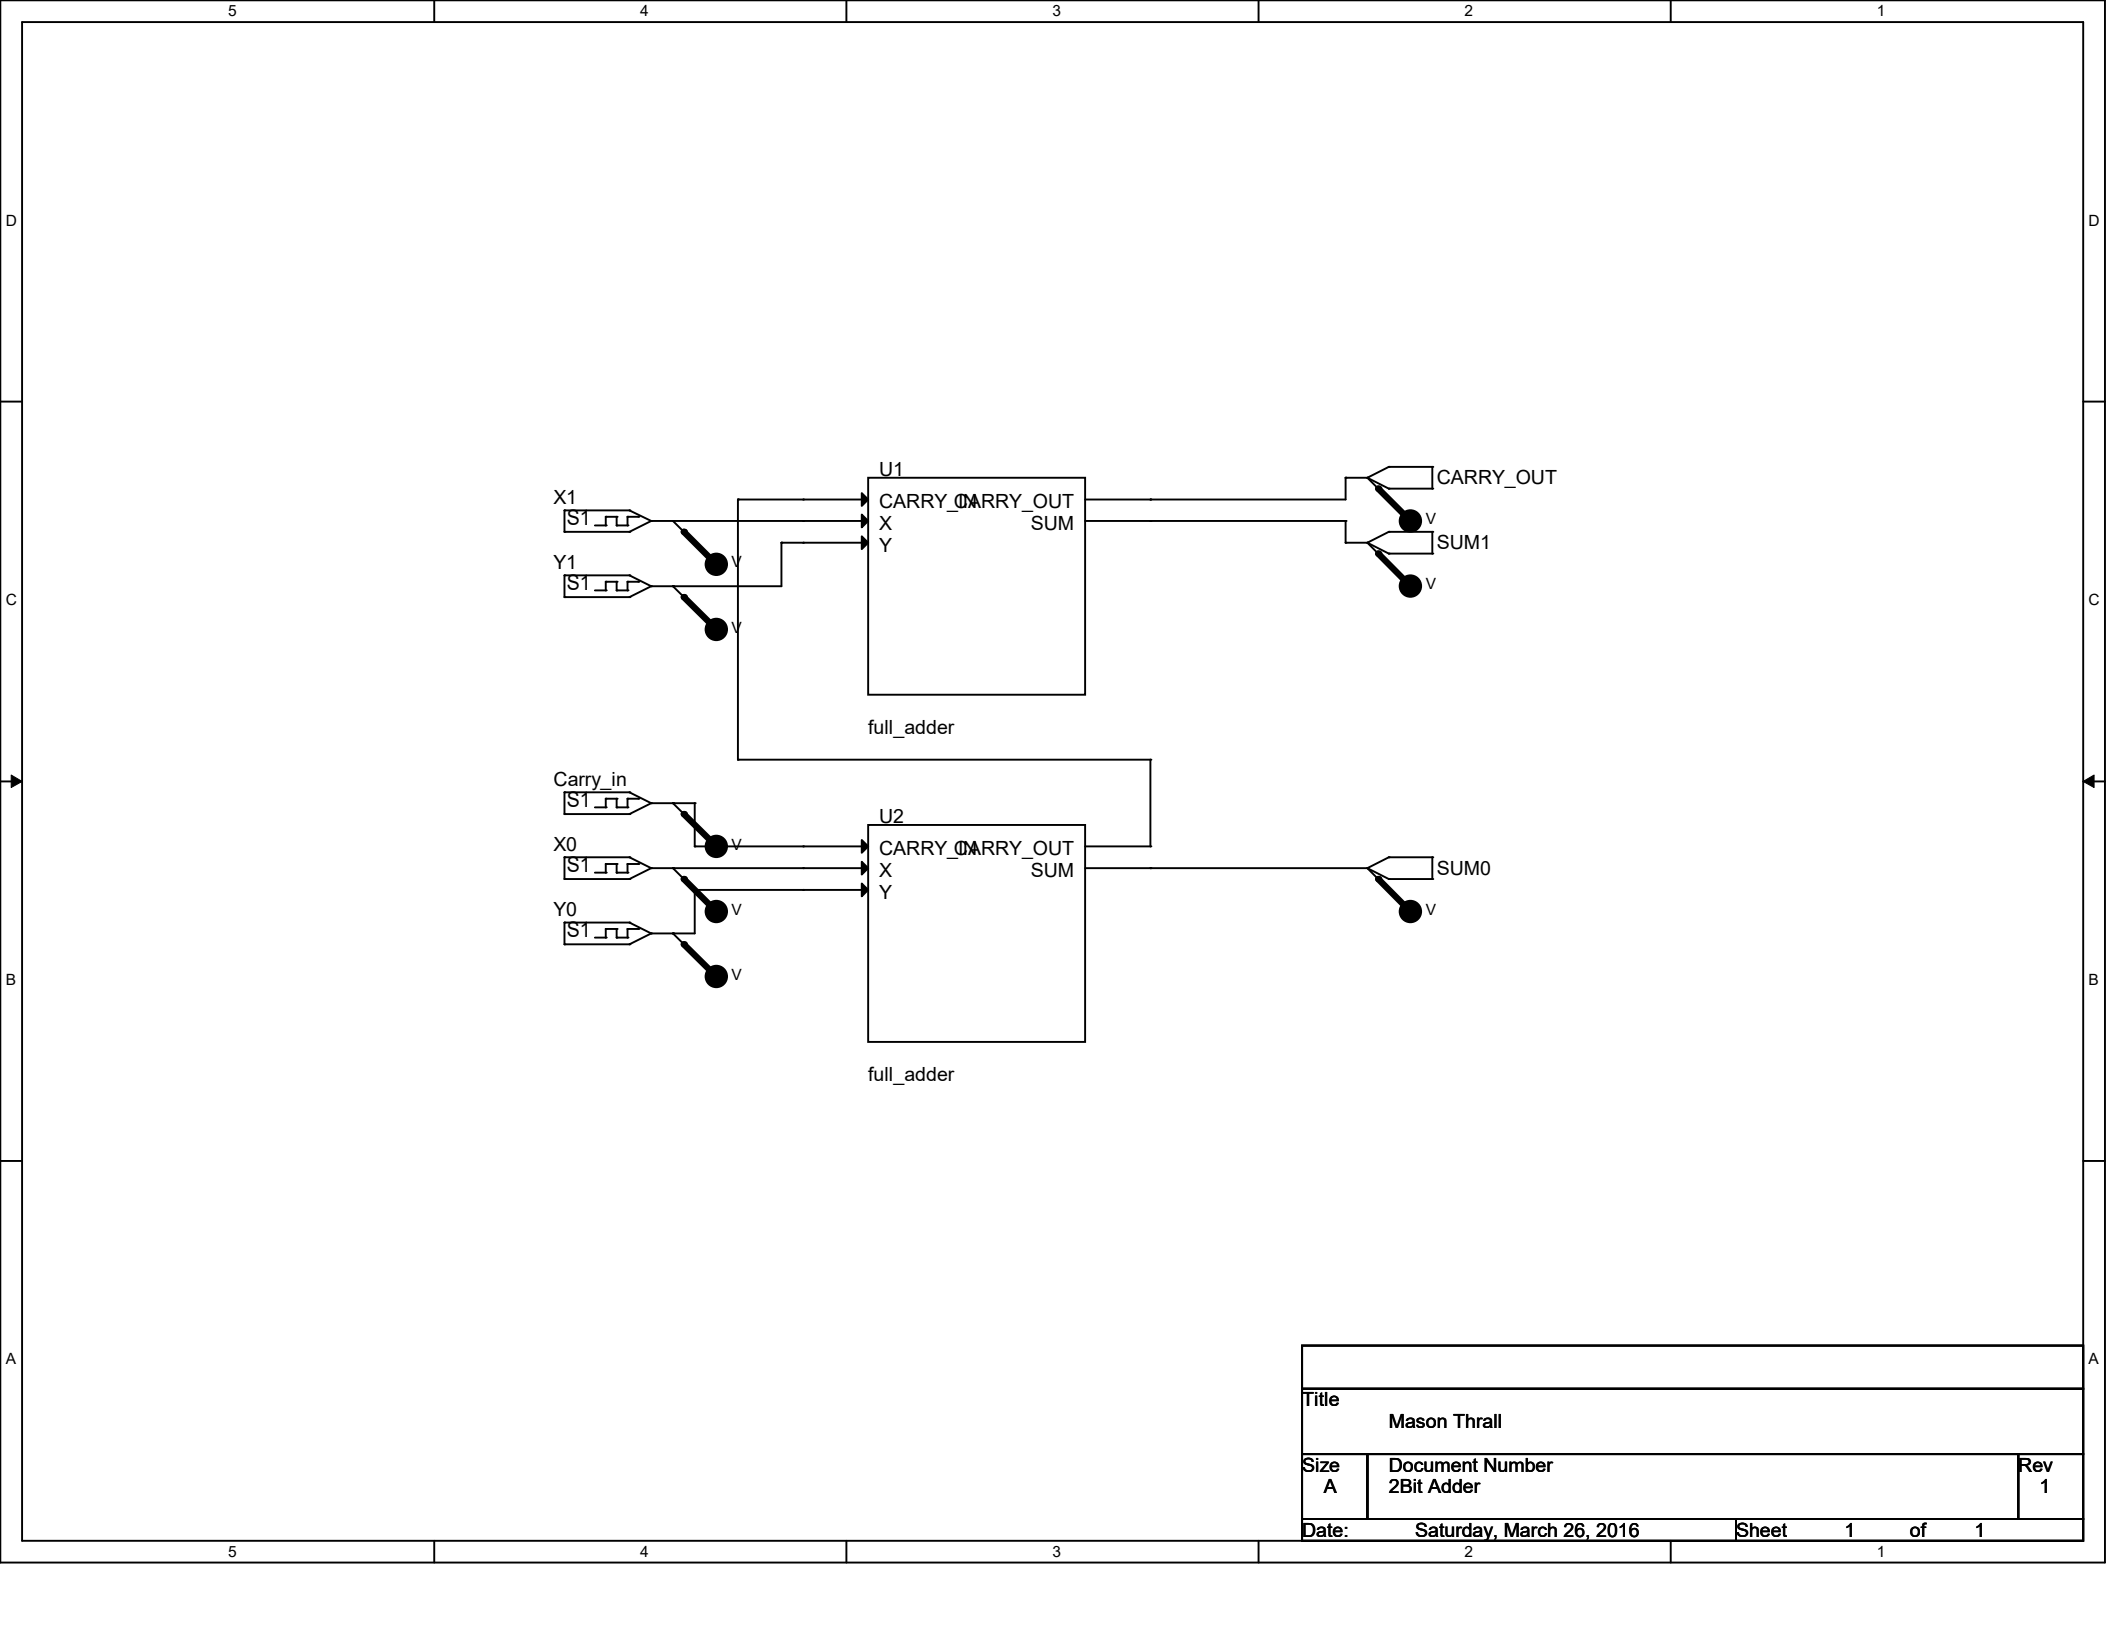 5 4 3 2 1
D D
U1
CARRY_IN CARRY_OUT
X SUM
Y
X1
S1
V
Y1
S1
V
CARRY_OUT
V
SUM1
V
C C
full_adder
Carry_in
S1
V
X0
S1
V
Y0
S1
V
U2
CARRY_IN CARRY_OUT
X SUM
Y
SUM0
V
B B
full_adder
A A
Title
Mason Thrall
Size Document Number Rev
A 2Bit Adder 1
Date: Saturday, March 26, 2016 Sheet 1 of 1
5 4 3 2 1